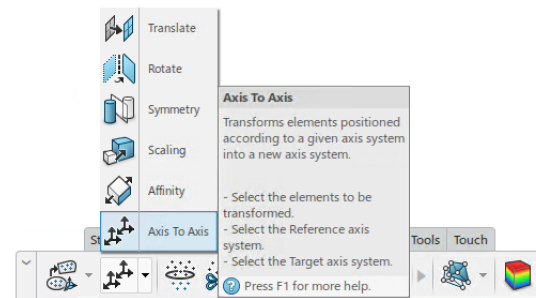 Translate
Rotate
Symmetry
Scaling
Affinity
Axis To Axis
Axis To Axis
Transforms elements positioned
according to a given axis system
into a new axis system.
- Select the elements to be
transformed.
- Select the Reference axis
system.
- Select the Target axis system.
Press F1 for more help.
Tools
Touch